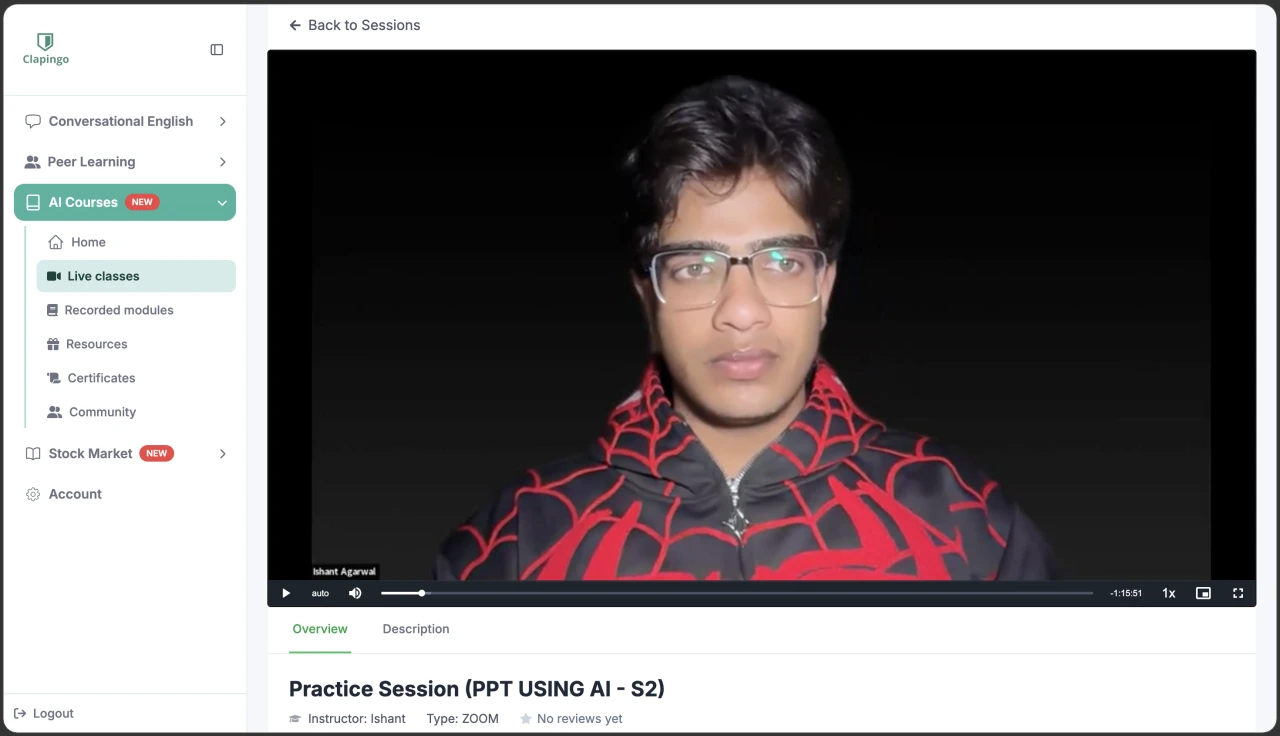 Clapingo
Conversational English
Peer Learning
AI Courses NEW
Home
Live classes
Recorded modules
Resources
Certificates
Community
Stock Market NEW
Account
Logout
Back to Sessions
Ishant Agarwal
auto
-1:15:51
1x
Overview Description
Practice Session (PPT USING AI - S2)
Instructor: Ishant Type: ZOOM No reviews yet